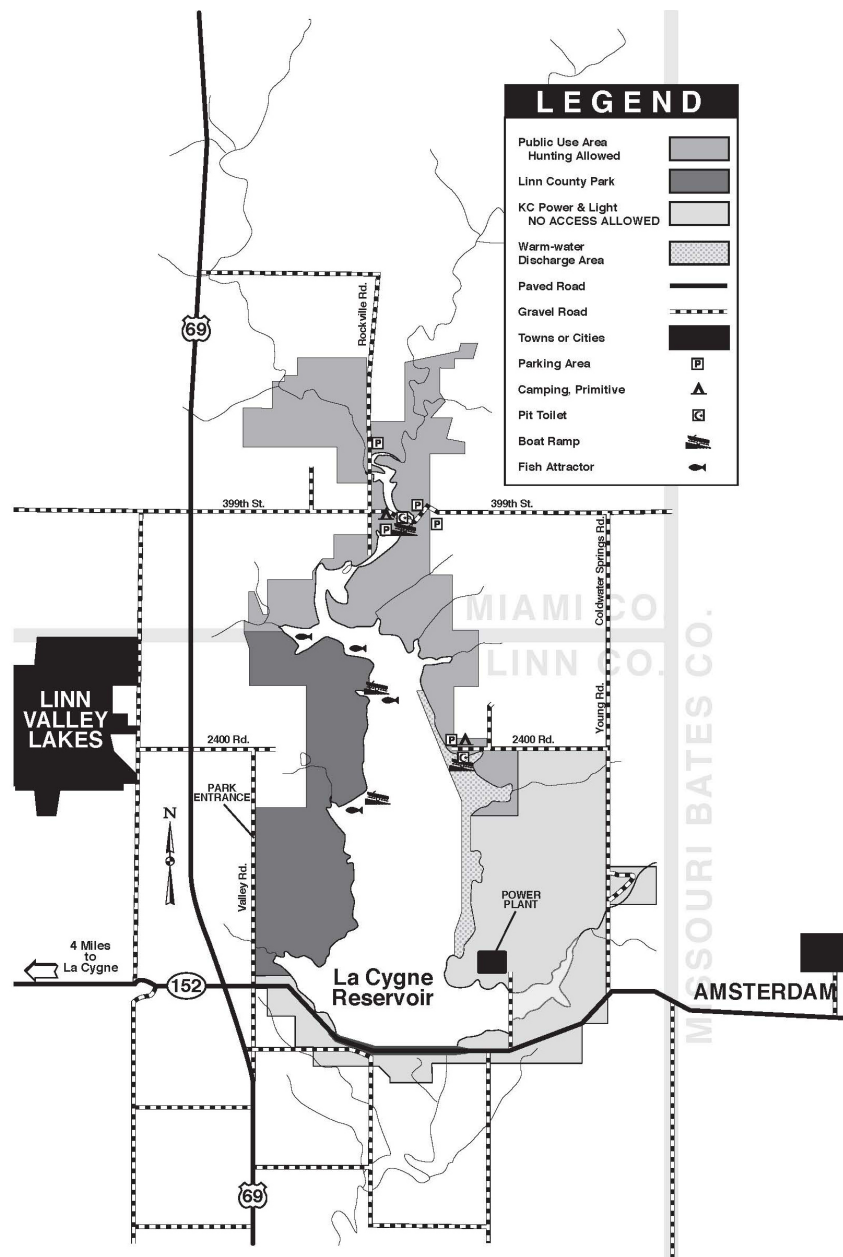 LEGEND
Public Use Area
Hunting Allowed
Linn County Park
KC Power & Light
NO ACCESS ALLOWED
Warm-water
Discharge Area
Paved Road
Gravel Road
Towns or Cities
Parking Area
P
Camping, Primitive
Pit Toilet
Boat Ramp
Fish Attractor
69
Rockville Rd.
P
399th St.
P
399th St.
P
P
Coldwater Springs Rd.
MIAMI CO.
LINN CO.
MISSOURI BATES CO.
LINN
VALLEY
LAKES
Young Rd.
2400 Rd.
P
2400 Rd.
PARK
ENTRANCE
N
Valley Rd.
POWER
PLANT
4 Miles
to
La Cygne
152
La Cygne
Reservoir
AMSTERDAM
69